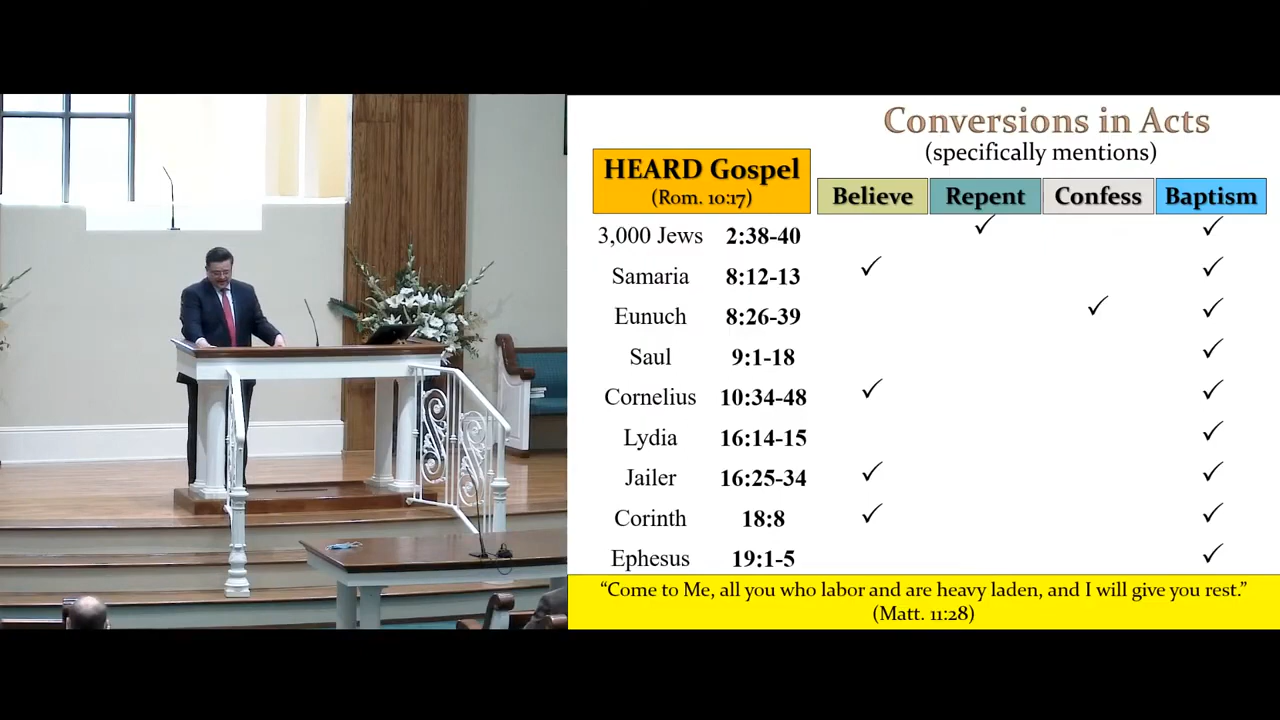 Conversions in Acts
(specifically mentions)
HEARD Gospel
(Rom. 10:17)
Believe Repent Confess Baptism
3,000 Jews 2:38-40 ✓ ✓
Samaria 8:12-13 ✓ ✓
Eunuch 8:26-39 ✓ ✓
Saul 9:1-18 ✓
Cornelius 10:34-48 ✓ ✓
Lydia 16:14-15 ✓
Jailer 16:25-34 ✓ ✓
Corinth 18:8 ✓ ✓
Ephesus 19:1-5 ✓
“Come to Me, all you who labor and are heavy laden, and I will give you rest.”
(Matt. 11:28)